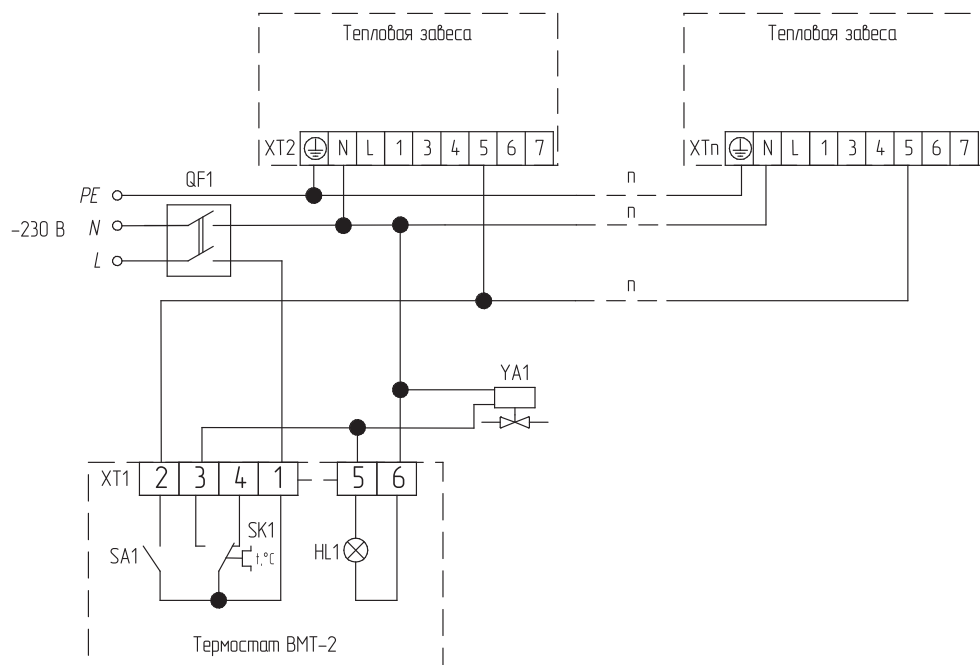 Тепловая завеса Тепловая завеса
XT2 N L 1 3 4 5 6 7 XTn N L 1 3 4 5 6 7
PE QF1 n
~230 В N n
L
n
YA1
XT1 2 3 4 1 5 6
SA1 SK1 t,°C HL1
Термостат ВМТ-2